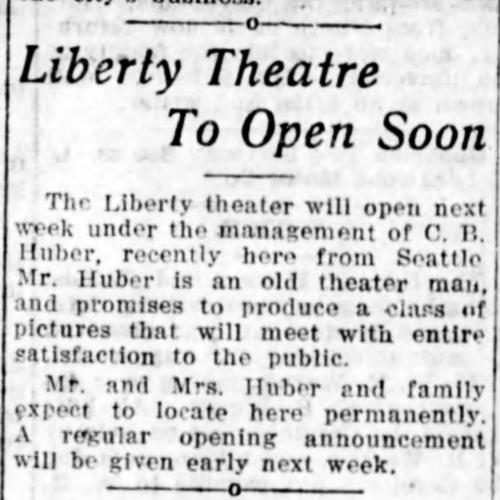 Liberty Theatre
To Open Soon
The Liberty theater will open next
week under the management of C. B.
Huber, recently here from Seattle
Mr. Huber is an old theater man,
and promises to produce a class of
pictures that will meet with entire
satisfaction to the public.
Mr. and Mrs. Huber and family
expect to locate here permanently.
A regular opening announcement
will be given early next week.